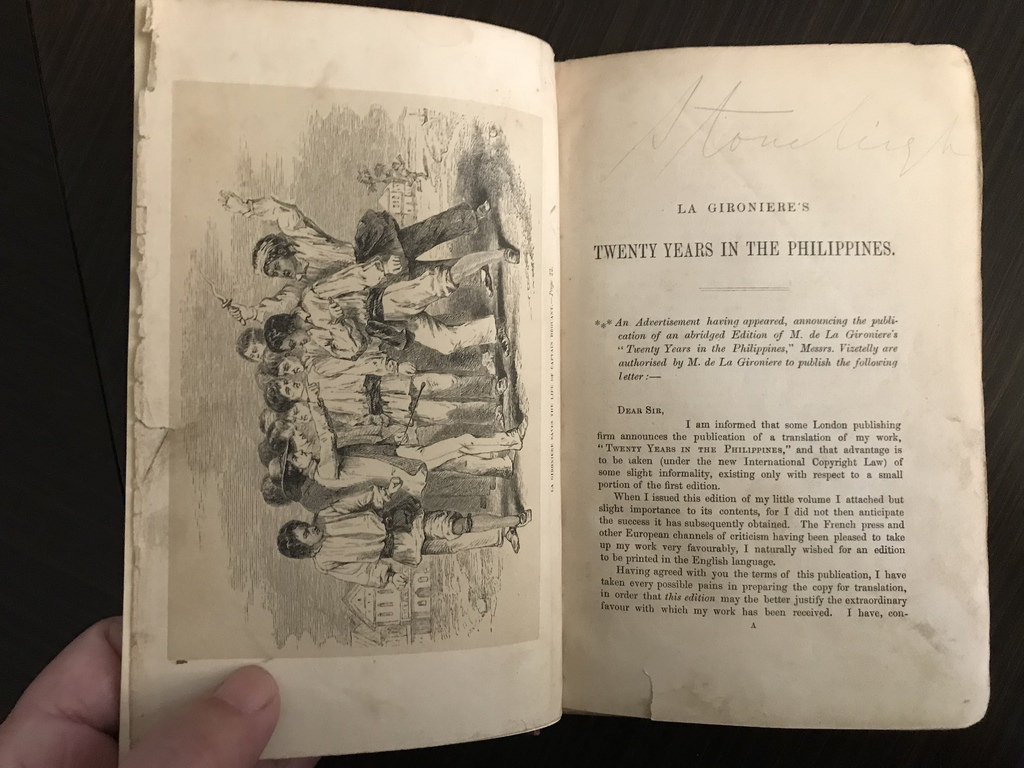 LA GIRONIERE SAVES THE LIFE OF CAPTAIN DROUANT.—Page 22.
Stoneleigh
LA GIRONIERE'S
TWENTY YEARS IN THE PHILIPPINES.
*** An Advertisement having appeared, announcing the publi-
cation of an abridged Edition of M. de La Gironiere's
"Twenty Years in the Philippines," Messrs. Vizetelly are
authorised by M. de La Gironiere to publish the following
letter:—
DEAR SIR,
I am informed that some London publishing
firm announces the publication of a translation of my work,
"TWENTY YEARS IN THE PHILIPPINES," and that advantage is
to be taken (under the new International Copyright Law) of
some slight informality, existing only with respect to a small
portion of the first edition.
When I issued this edition of my little volume I attached but
slight importance to its contents, for I did not then anticipate
the success it has subsequently obtained. The French press and
other European channels of criticism having been pleased to take
up my work very favourably, I naturally wished for an edition
to be printed in the English language.
Having agreed with you the terms of this publication, I have
taken every possible pains in preparing the copy for translation,
in order that this edition may the better justify the extraordinary
favour with which my work has been received. I have, con-
A